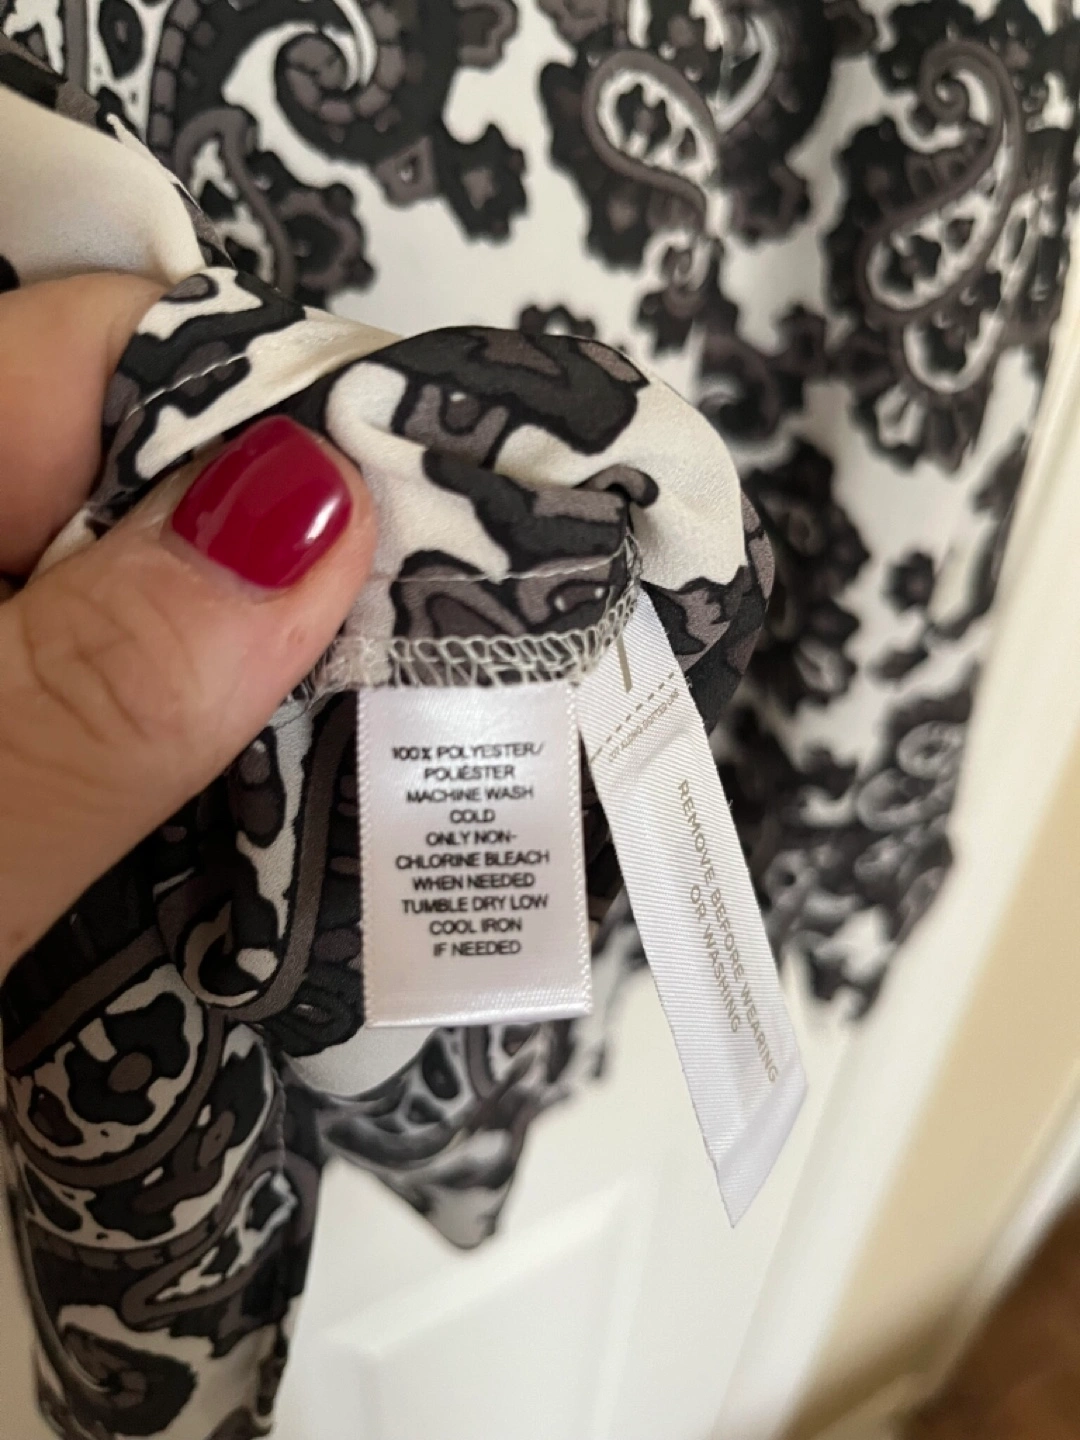 100% POLYESTER/
POLIÉSTER
MACHINE WASH
COLD
ONLY NON-
CHLORINE BLEACH
WHEN NEEDED
TUMBLE DRY LOW
COOL IRON
IF NEEDED
REMOVE BEFORE WEARING
OR WASHING